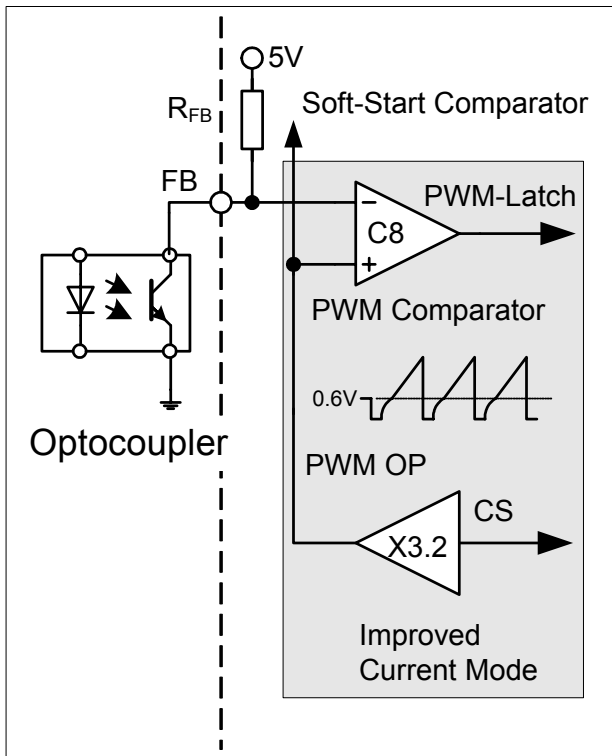 5V
R_FB
Soft-Start Comparator
FB
PWM-Latch
−
C8
+
PWM Comparator
0.6V
Optocoupler
PWM OP
CS
X3.2
Improved
Current Mode